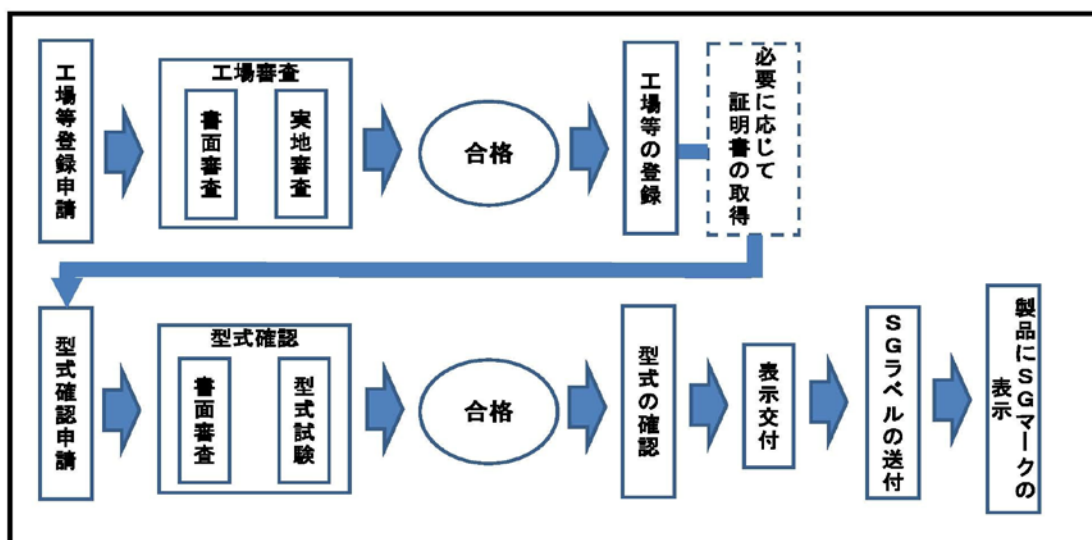 工場等登録申請
工場審査
書面審査
実地審査
合格
工場等の登録
必要に応じて
証明書の取得
型式確認申請
型式確認
書面審査
型式試験
合格
型式の確認
表示交付
ＳＧラベルの送付
製品にＳＧマークの
表示